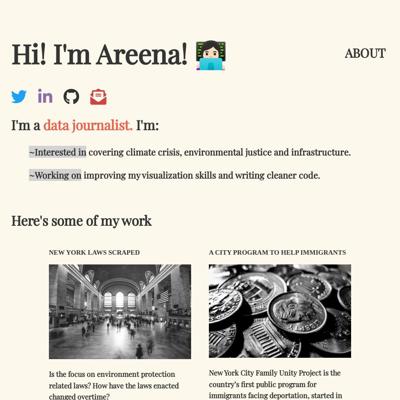 Hi! I'm Areena!
ABOUT
I'm a data journalist. I'm:
~Interested in covering climate crisis, environmental justice and infrastructure.
~Working on improving my visualization skills and writing cleaner code.
Here's some of my work
NEW YORK LAWS SCRAPED
Is the focus on environment protection
related laws? How have the laws enacted
changed overtime?
A CITY PROGRAM TO HELP IMMIGRANTS
New York City Family Unity Project is the
country's first public program for
immigrants facing deportation, started in